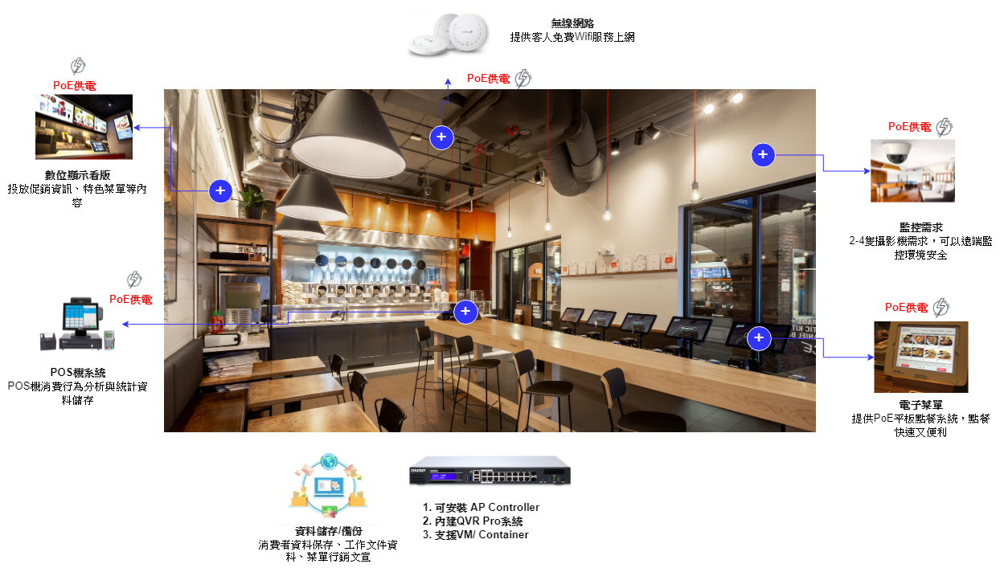 無線網路
提供客人免費Wifi服務上網
PoE供電
PoE供電
數位顯示看版
投放促銷資訊、特色菜單等內
容
PoE供電
監控需求
2-4隻攝影機需求，可以遠端監
控環境安全
PoE供電
POS機系統
POS機消費行為分析與統計資
料儲存
PoE供電
電子菜單
提供PoE平板點餐系統，點餐
快速又便利
QNAP
1. 可安裝 AP Controller
2. 內建QVR Pro系統
3. 支援VM/ Container
資料儲存/備份
消費者資料保存、工作文件資
料、菜單行銷文宣